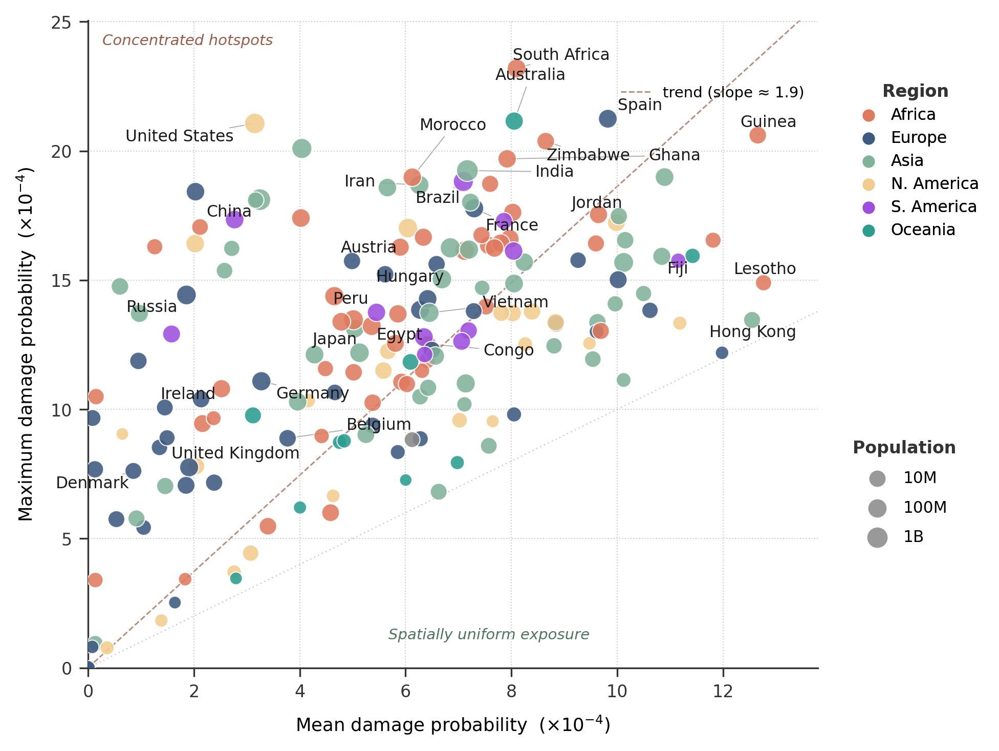 25
20
15
10
5
0
0
2
4
6
8
10
12
Maximum damage probability (×10⁻⁴)
Mean damage probability (×10⁻⁴)
Concentrated hotspots
South Africa
Australia
trend (slope ≈ 1.9)
Spain
Guinea
Morocco
United States
Zimbabwe
Ghana
India
Iran
Brazil
Jordan
China
France
Austria
Fiji
Lesotho
Hungary
Peru
Vietnam
Russia
Japan
Egypt
Hong Kong
Congo
Ireland
Germany
Belgium
United Kingdom
Denmark
Spatially uniform exposure
Region
Africa
Europe
Asia
N. America
S. America
Oceania
Population
10M
100M
1B